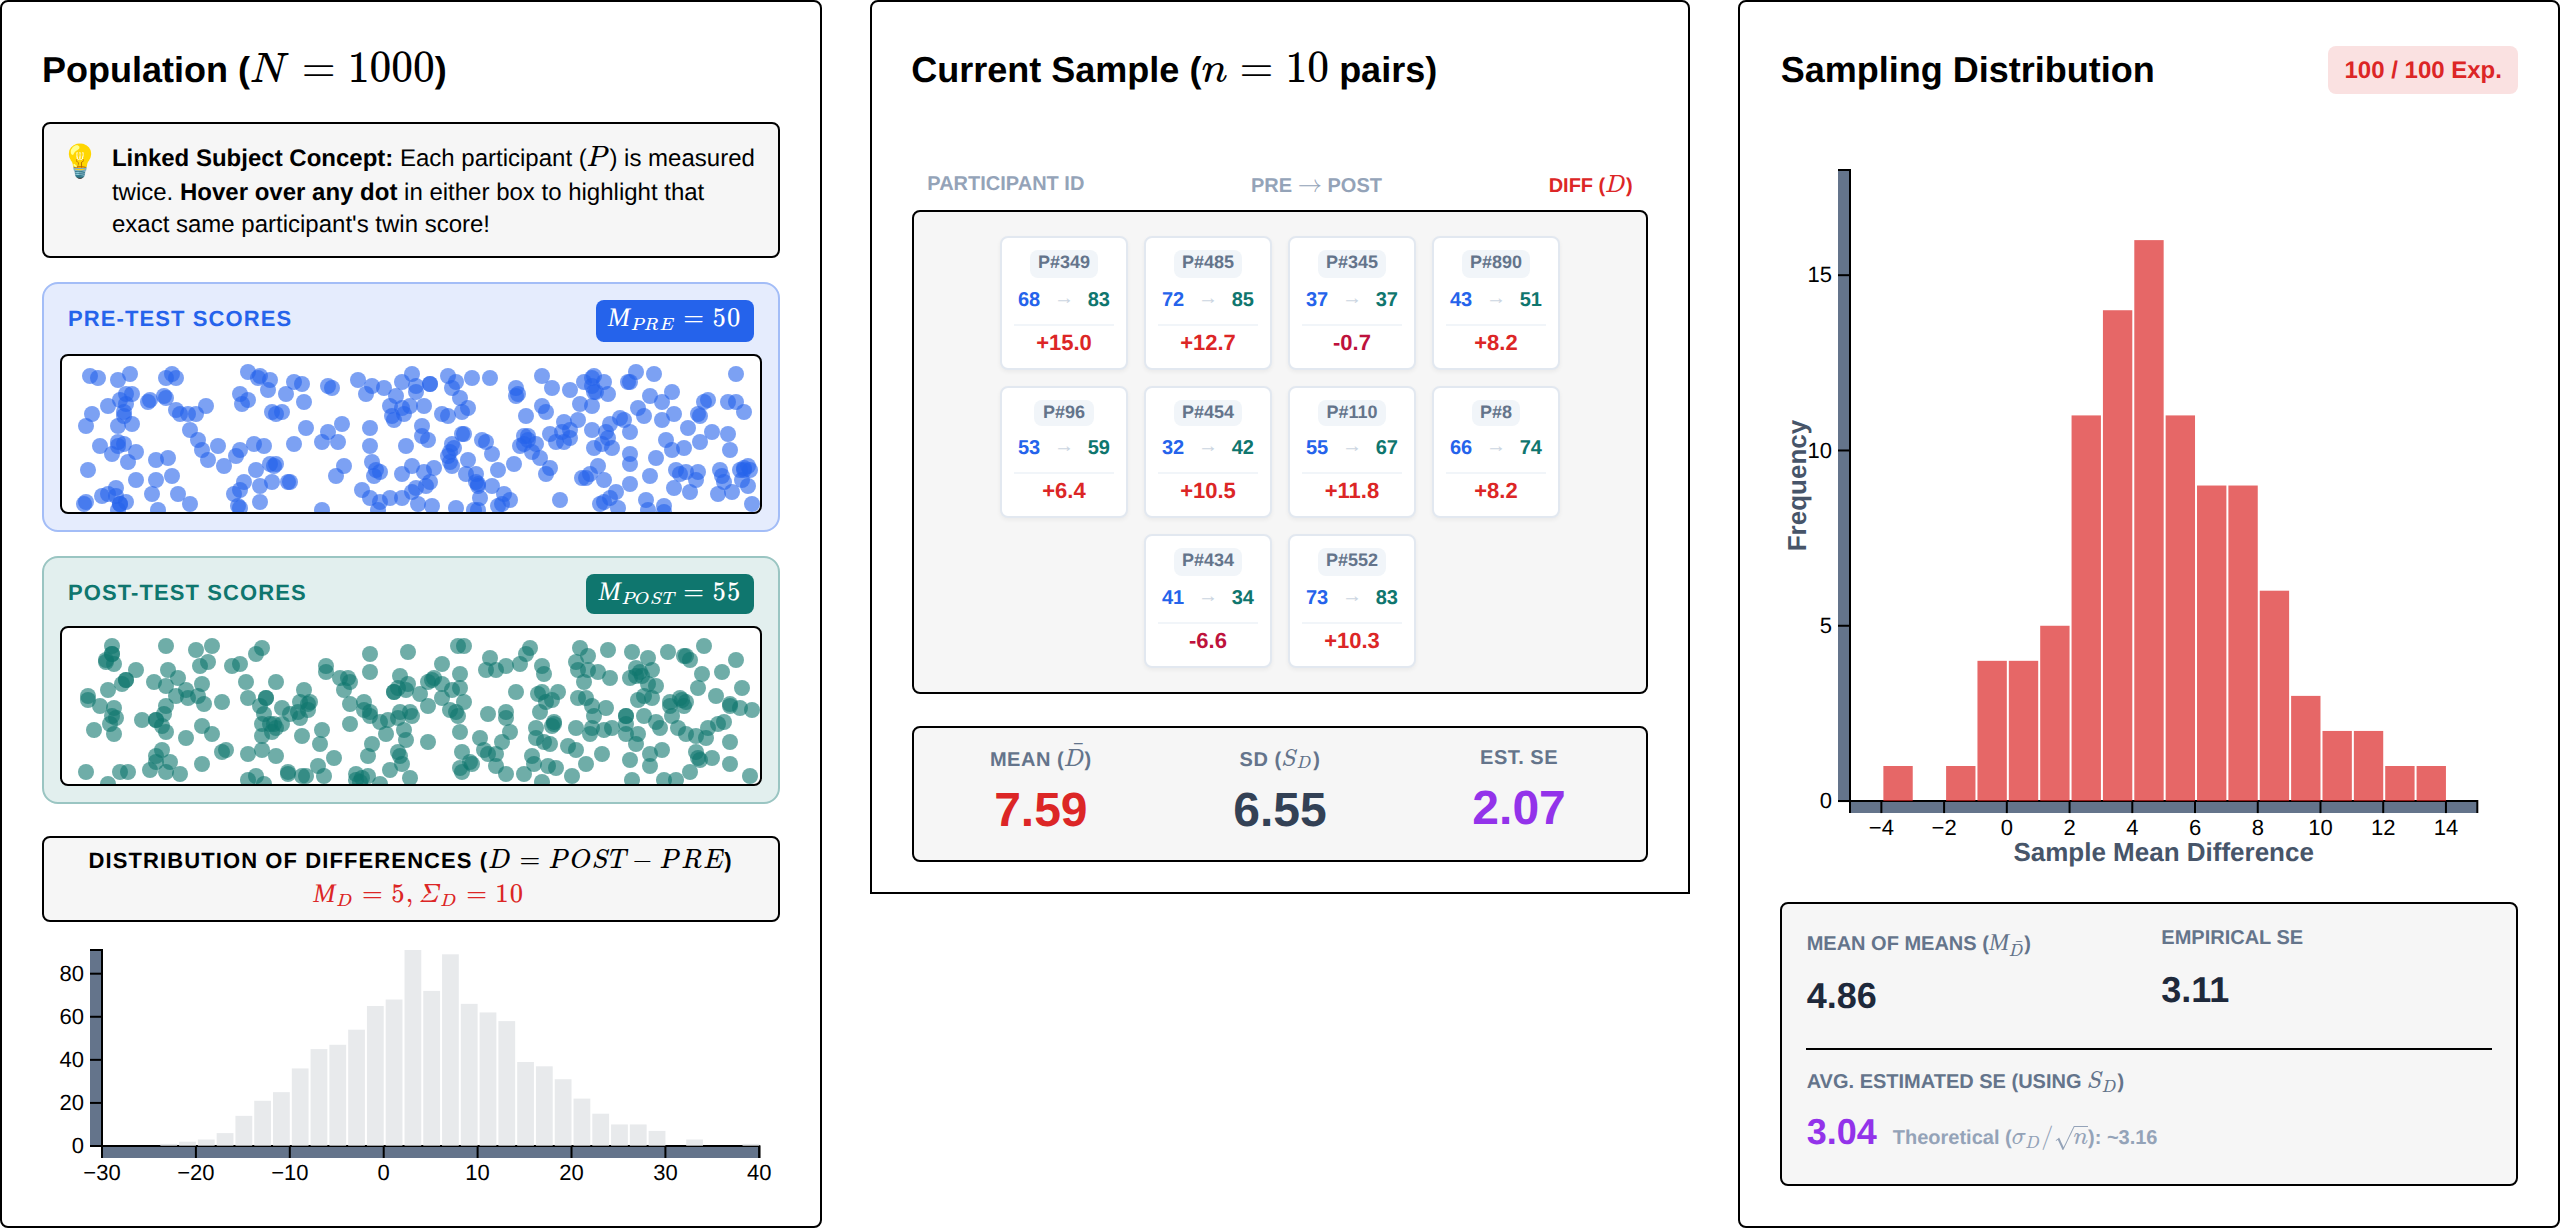 Population (N = 1000)
💡 Linked Subject Concept: Each participant (P) is measured
twice. Hover over any dot in either box to highlight that
exact same participant's twin score!
PRE-TEST SCORES
M_PRE = 50
POST-TEST SCORES
M_POST = 55
DISTRIBUTION OF DIFFERENCES (D = POST − PRE)
M_D = 5, Σ_D = 10
80
60
40
20
0
−30 −20 −10 0 10 20 30 40
Current Sample (n = 10 pairs)
PARTICIPANT ID PRE → POST DIFF (D)
P#349 P#485 P#345 P#890
68 → 83 72 → 85 37 → 37 43 → 51
+15.0 +12.7 -0.7 +8.2
P#96 P#454 P#110 P#8
53 → 59 32 → 42 55 → 67 66 → 74
+6.4 +10.5 +11.8 +8.2
P#434 P#552
41 → 34 73 → 83
-6.6 +10.3
MEAN (D̄) SD (S_D) EST. SE
7.59 6.55 2.07
Sampling Distribution
100 / 100 Exp.
Frequency
15
10
5
0
−4 −2 0 2 4 6 8 10 12 14
Sample Mean Difference
MEAN OF MEANS (M_D̄) EMPIRICAL SE
4.86 3.11
AVG. ESTIMATED SE (USING S_D)
3.04 Theoretical (σ_D/√n): ~3.16